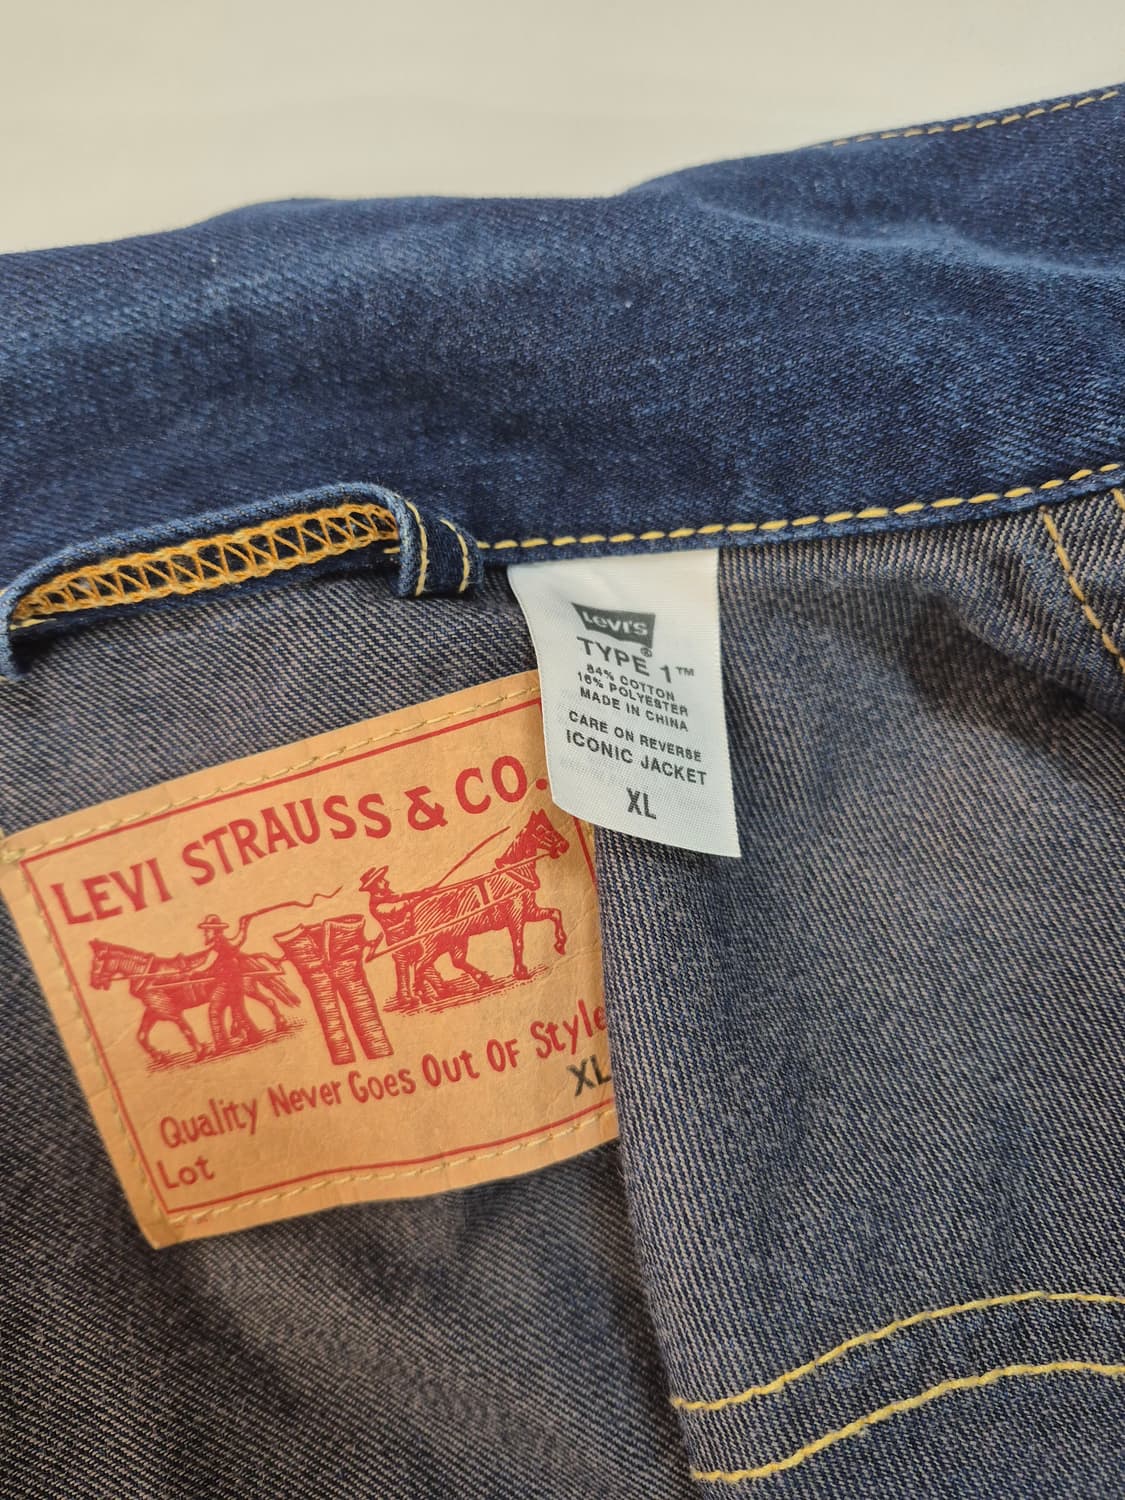 Levi's®
TYPE 1™
84% COTTON
16% POLYESTER
MADE IN CHINA
CARE ON REVERSE
ICONIC JACKET
XL
LEVI STRAUSS & CO.
Quality Never Goes Out Of Style
XL
Lot